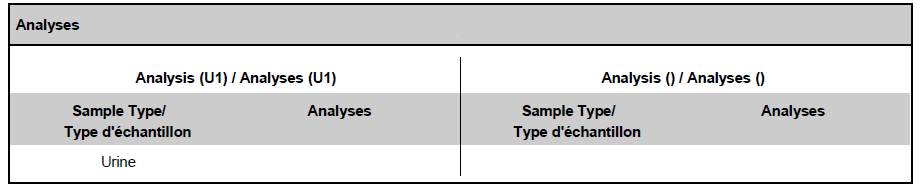 Analyses
Analysis (U1) / Analyses (U1)
Analysis () / Analyses ()
Sample Type/
Type d'échantillon
Analyses
Sample Type/
Type d'échantillon
Analyses
Urine